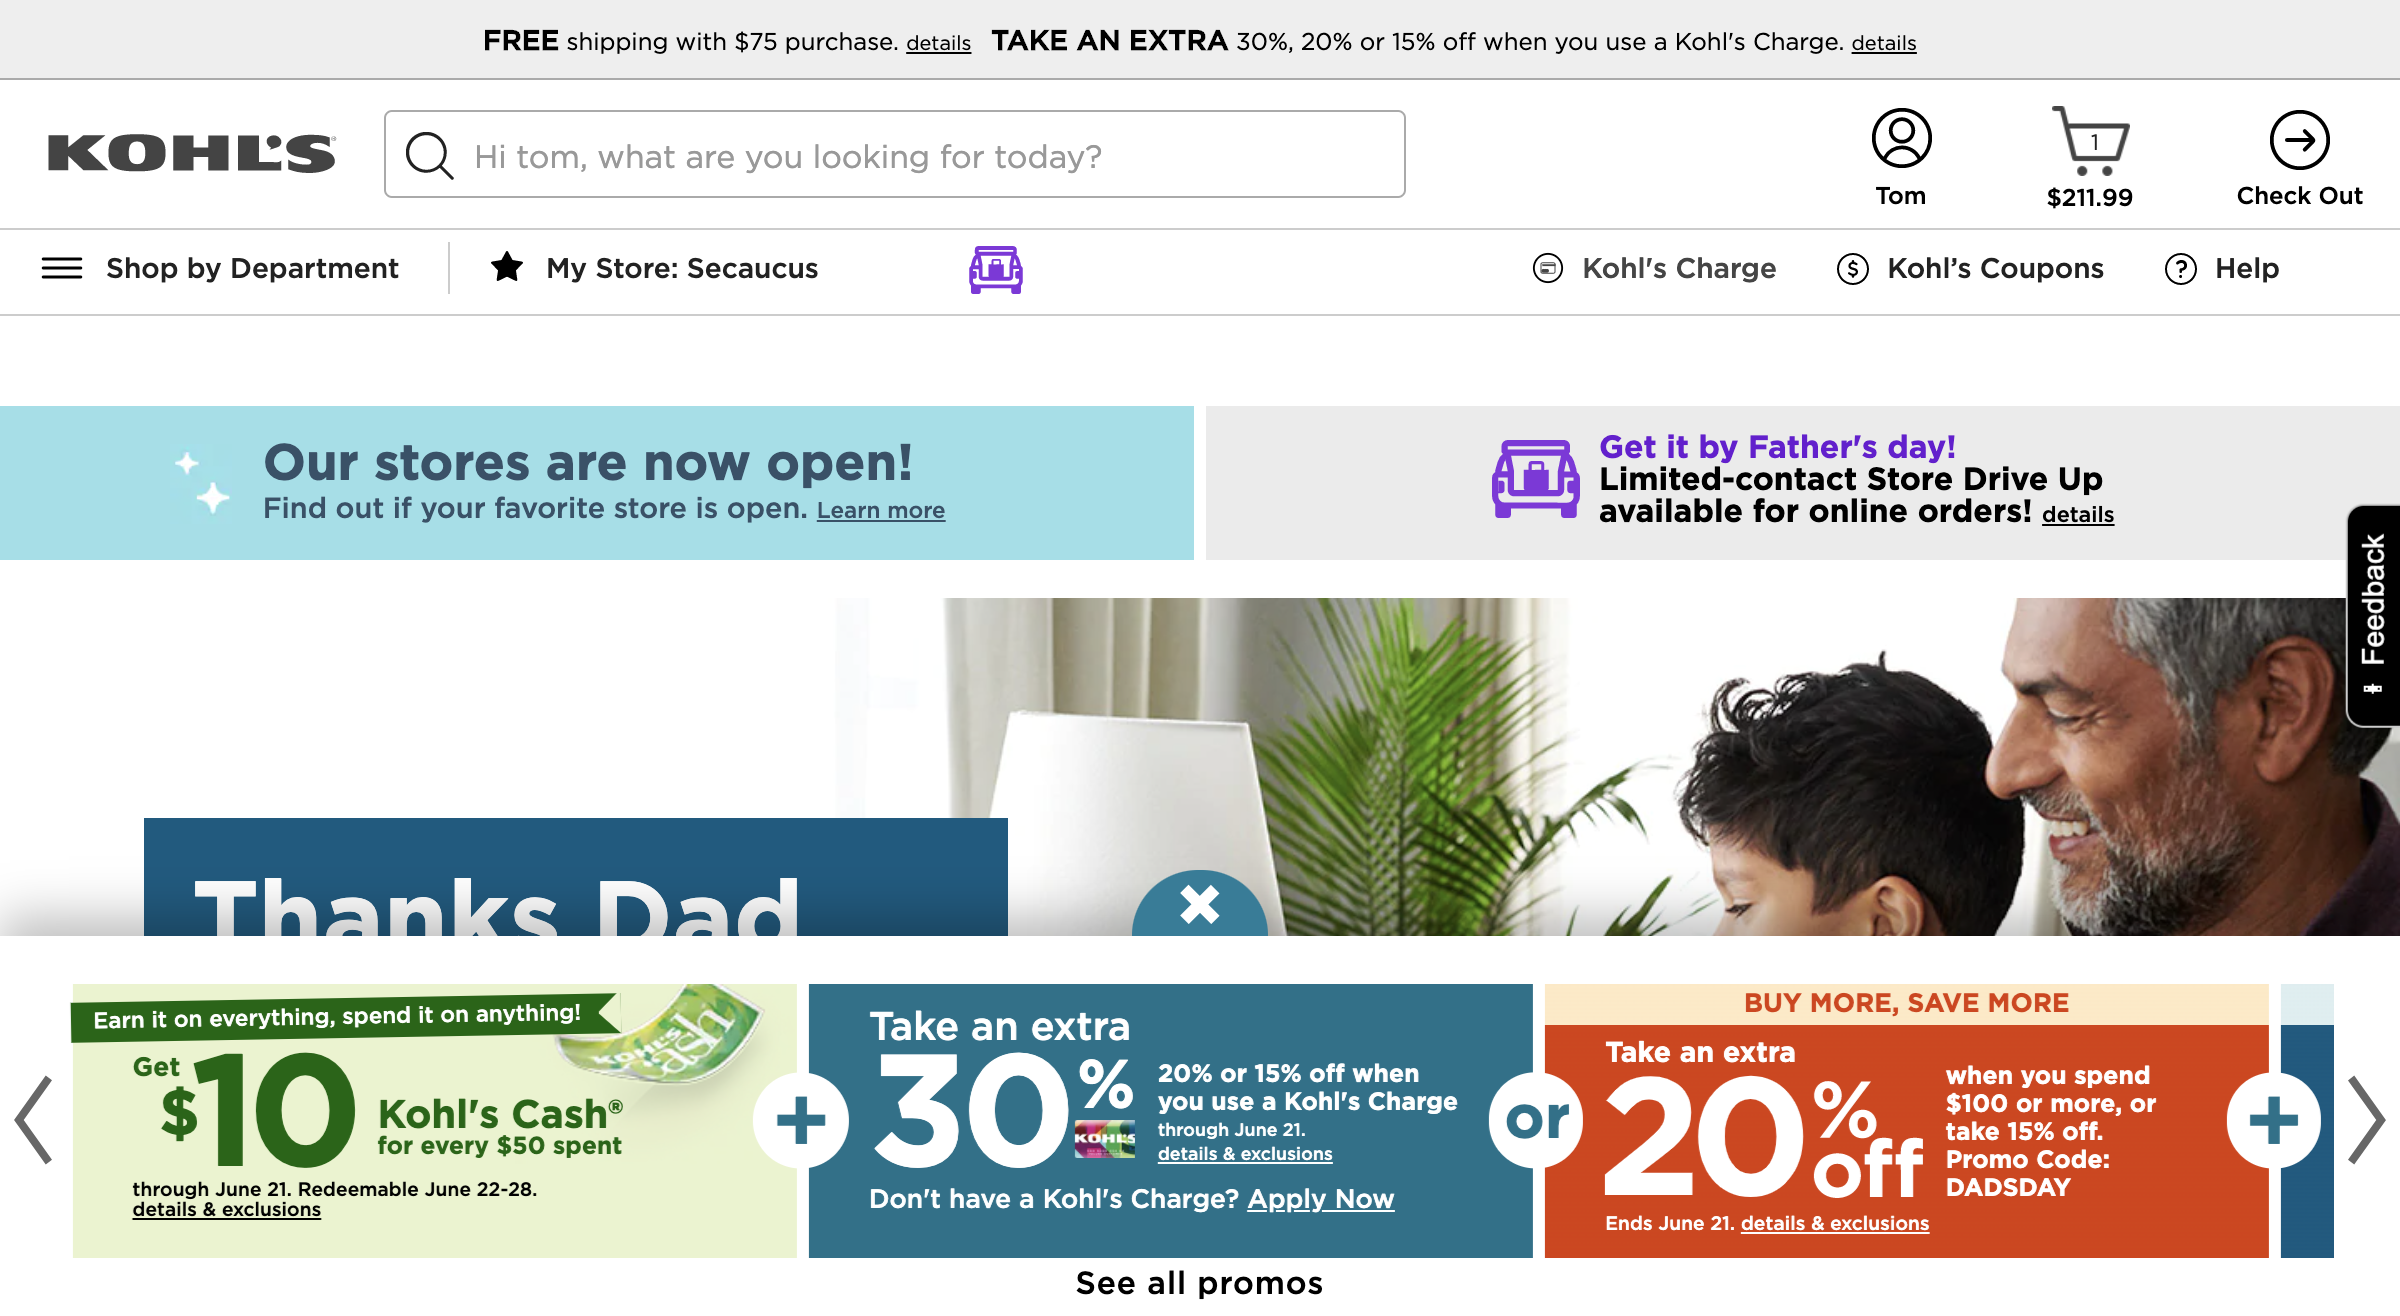 FREE shipping with $75 purchase. details TAKE AN EXTRA 30%, 20% or 15% off when you use a Kohl's Charge. details
KOHL'S
Hi tom, what are you looking for today?
Tom
1
$211.99
Check Out
Shop by Department
My Store: Secaucus
Kohl's Charge
Kohl’s Coupons
Help
Our stores are now open!
Find out if your favorite store is open. Learn more
Get it by Father's day!
Limited-contact Store Drive Up
available for online orders! details
Feedback
Thanks Dad
Earn it on everything, spend it on anything!
Get
$10
Kohl's Cash®
for every $50 spent
through June 21. Redeemable June 22-28.
details & exclusions
KOHL'S
cash
+
Take an extra
30%
20% or 15% off when
you use a Kohl's Charge
through June 21.
details & exclusions
KOHL'S
Don't have a Kohl's Charge? Apply Now
or
BUY MORE, SAVE MORE
Take an extra
20% off
when you spend
$100 or more, or
take 15% off.
Promo Code:
DADSDAY
Ends June 21. details & exclusions
+
See all promos